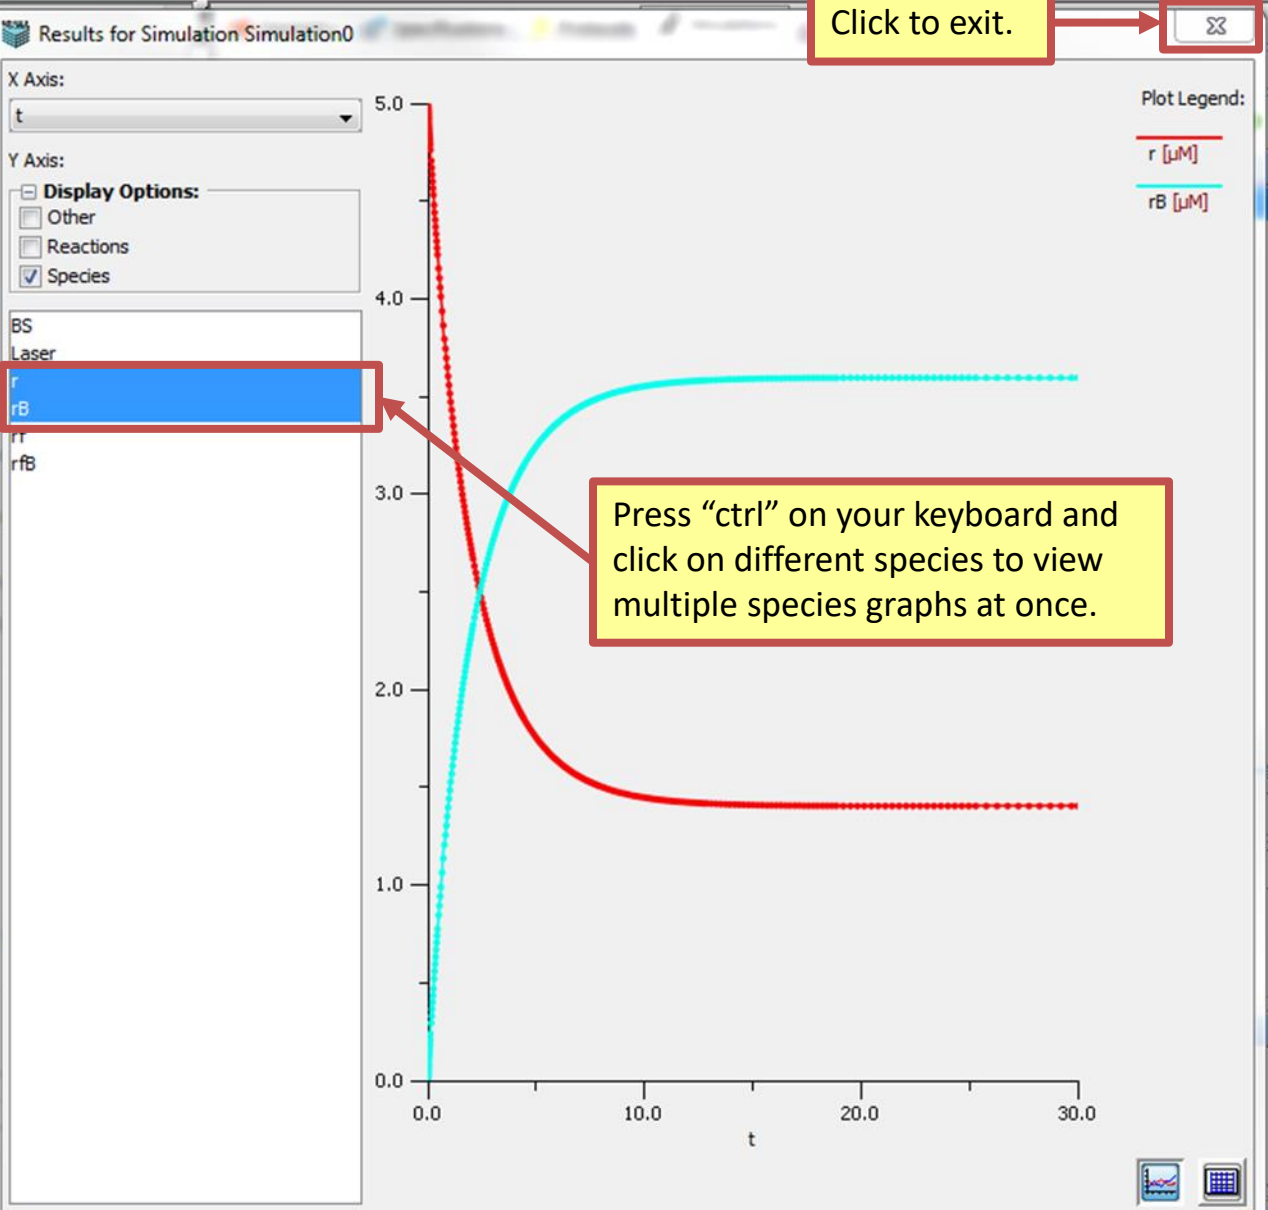 Click to exit.
Results for Simulation Simulation0
X Axis:
t
Y Axis:
Display Options:
Other
Reactions
Species
BS
Laser
r
rB
rf
rfB
5.0
4.0
3.0
2.0
1.0
0.0
0.0
10.0
20.0
30.0
t
Plot Legend:
r [µM]
rB [µM]
Press “ctrl” on your keyboard and
click on different species to view
multiple species graphs at once.